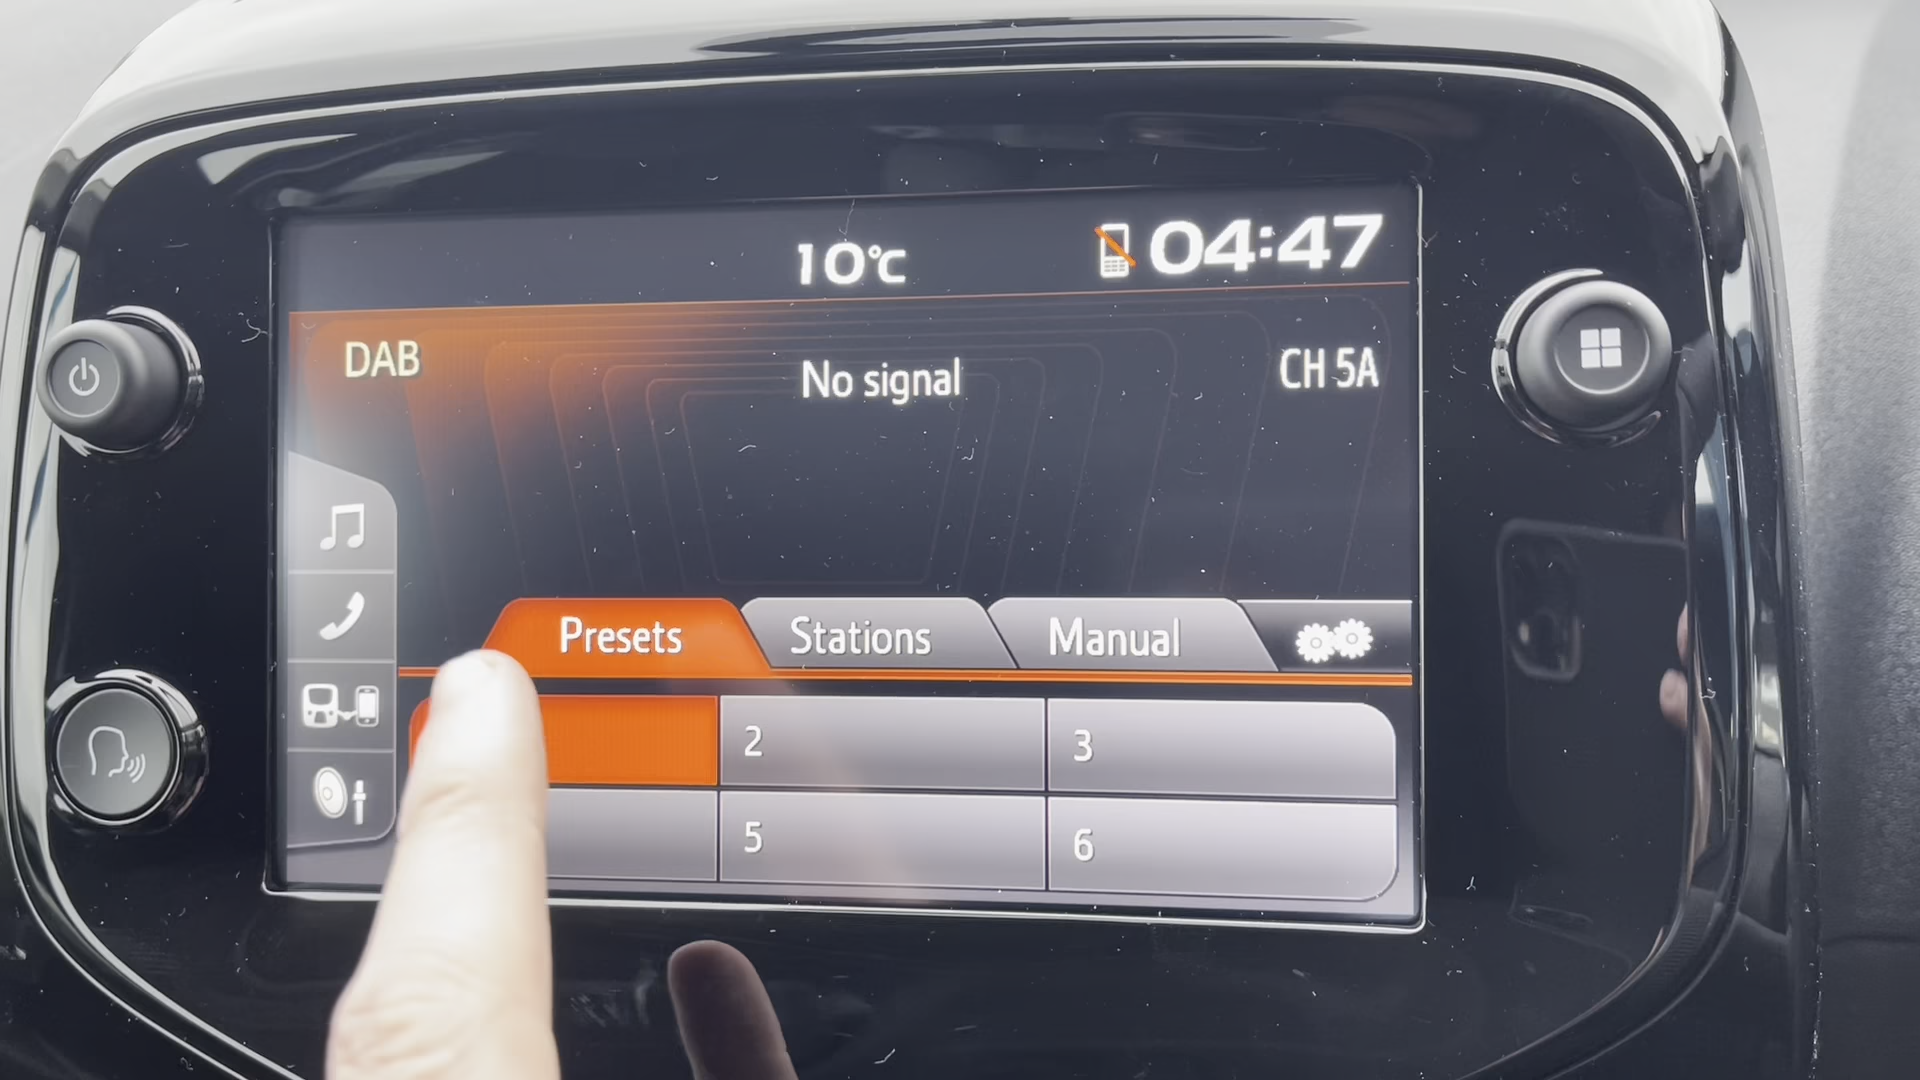 10°C
04:47
DAB
No signal
CH 5A
Presets
Stations
Manual
2
3
5
6